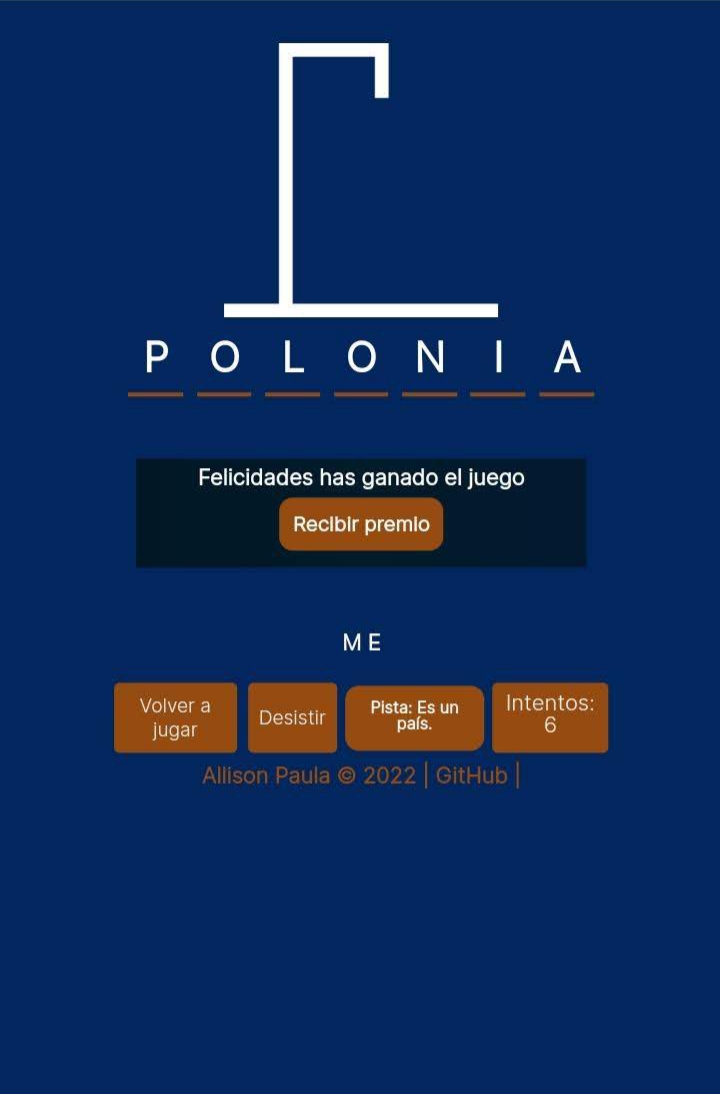 P O L O N I A
Felicidades has ganado el juego
Recibir premio
M E
Volver a
jugar
Desistir
Pista: Es un
país.
Intentos:
6
Allison Paula © 2022 | GitHub |